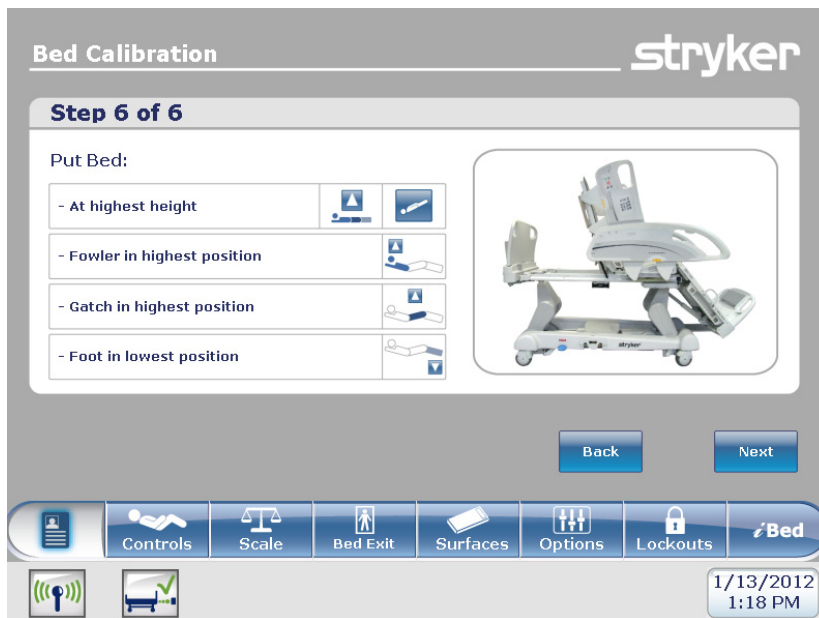 Bed Calibration
stryker
Step 6 of 6
Put Bed:
- At highest height
- Fowler in highest position
- Gatch in highest position
- Foot in lowest position
stryker
Back
Next
Controls
Scale
Bed Exit
Surfaces
Options
Lockouts
iBed
1/13/2012
1:18 PM